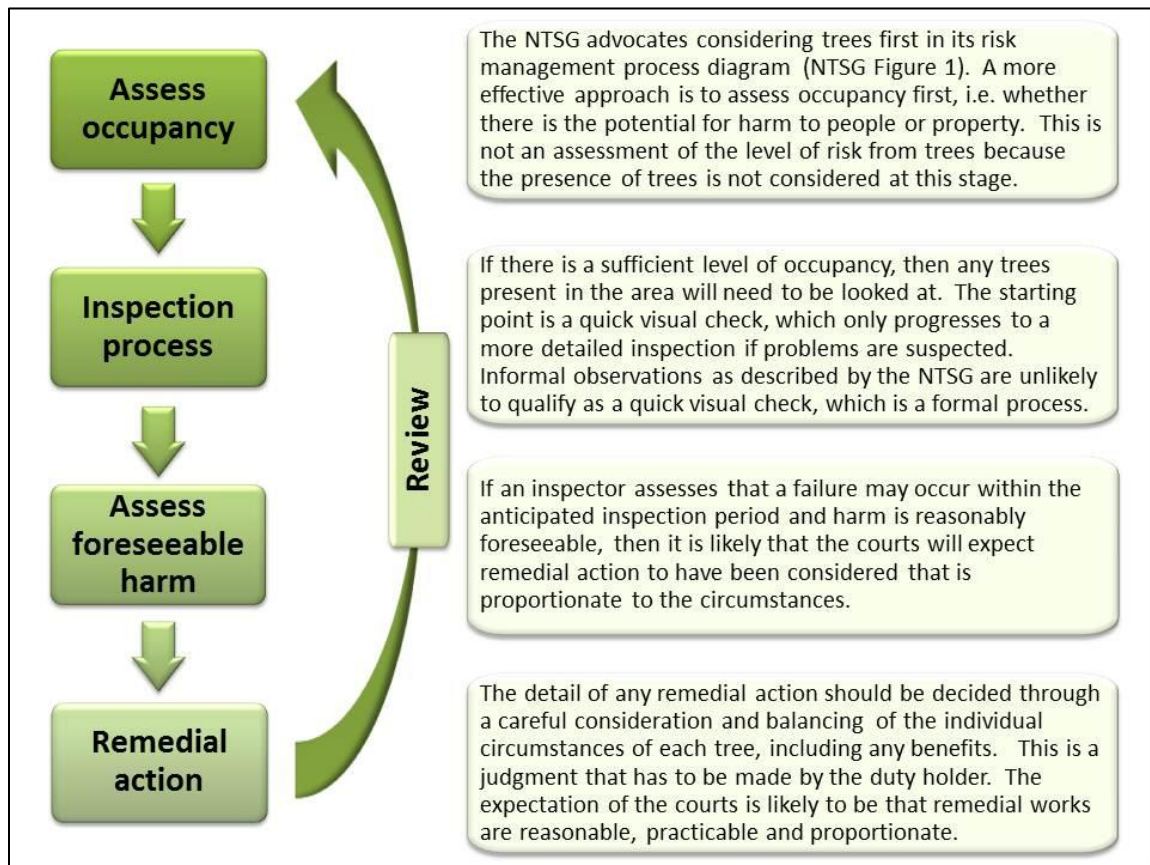 Assess
occupancy
The NTSG advocates considering trees first in its risk
management process diagram (NTSG Figure 1). A more
effective approach is to assess occupancy first, i.e. whether
there is the potential for harm to people or property. This is
not an assessment of the level of risk from trees because
the presence of trees is not considered at this stage.
Inspection
process
If there is a sufficient level of occupancy, then any trees
present in the area will need to be looked at. The starting
point is a quick visual check, which only progresses to a
more detailed inspection if problems are suspected.
Informal observations as described by the NTSG are unlikely
to qualify as a quick visual check, which is a formal process.
Review
Assess
foreseeable
harm
If an inspector assesses that a failure may occur within the
anticipated inspection period and harm is reasonably
foreseeable, then it is likely that the courts will expect
remedial action to have been considered that is
proportionate to the circumstances.
Remedial
action
The detail of any remedial action should be decided through
a careful consideration and balancing of the individual
circumstances of each tree, including any benefits. This is a
judgment that has to be made by the duty holder. The
expectation of the courts is likely to be that remedial works
are reasonable, practicable and proportionate.